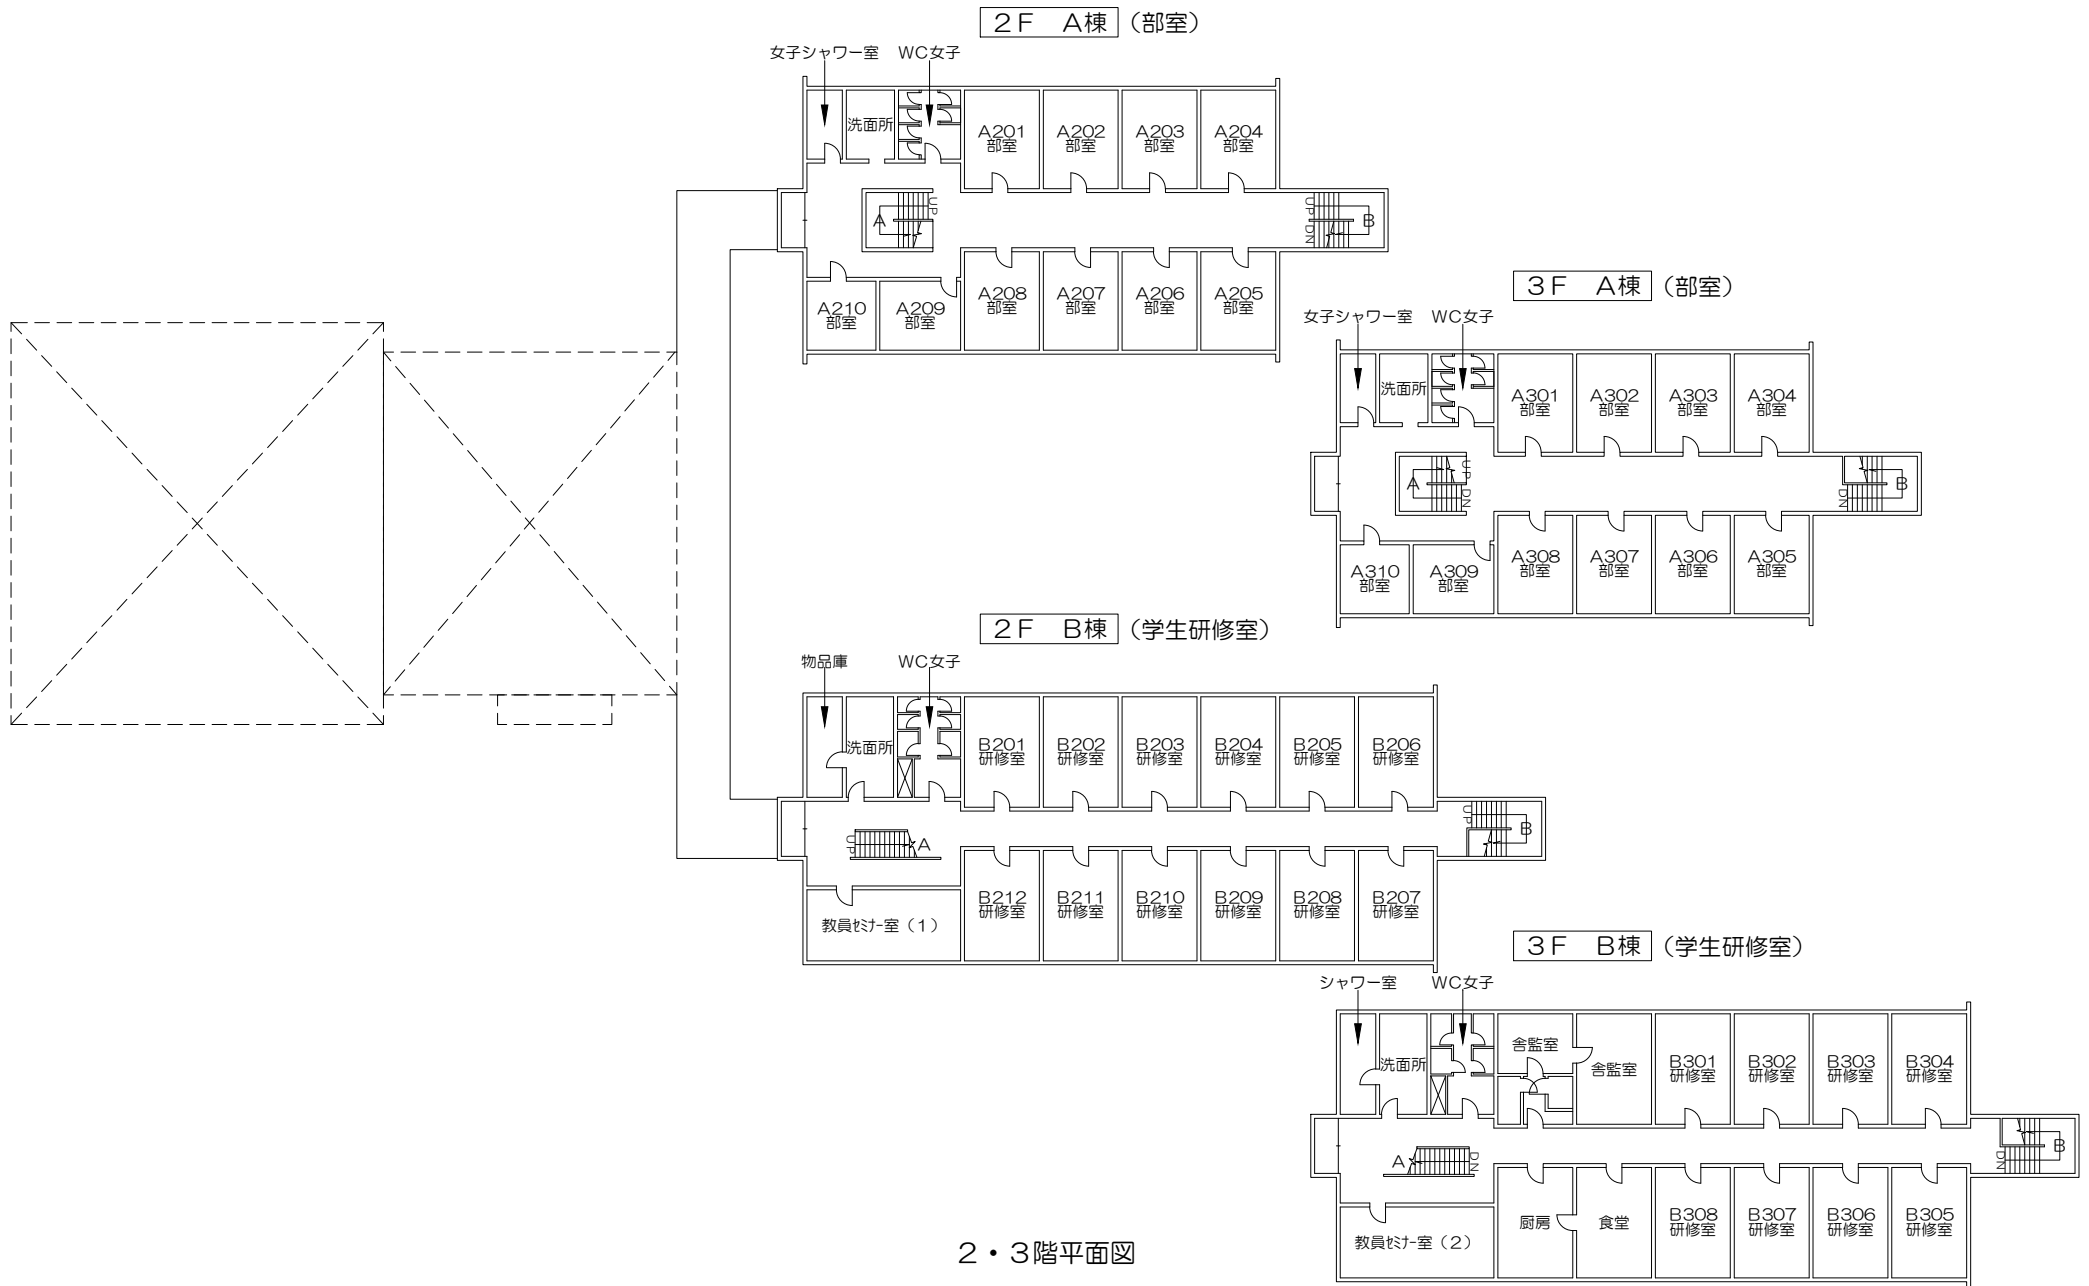 2F A棟 (部室)
女子シャワー室 WC女子
洗面所
A201 A202 A203 A204
部室 部室 部室 部室
A UP
UP DN B
A210 A209 A208 A207 A206 A205
部室 部室 部室 部室 部室 部室
3F A棟 (部室)
女子シャワー室 WC女子
洗面所
A301 A302 A303 A304
部室 部室 部室 部室
A UP DN
DN B
A310 A309 A308 A307 A306 A305
部室 部室 部室 部室 部室 部室
2F B棟 (学生研修室)
物品庫 WC女子
洗面所
B201 B202 B203 B204 B205 B206
研修室 研修室 研修室 研修室 研修室 研修室
UP A
UP B
教員ｾﾐﾅｰ室(1)
B212 B211 B210 B209 B208 B207
研修室 研修室 研修室 研修室 研修室 研修室
3F B棟 (学生研修室)
シャワー室 WC女子
洗面所
舎監室 舎監室
B301 B302 B303 B304
研修室 研修室 研修室 研修室
A DN
DN B
教員ｾﾐﾅｰ室(2)
厨房 食堂
B308 B307 B306 B305
研修室 研修室 研修室 研修室
2・3階平面図